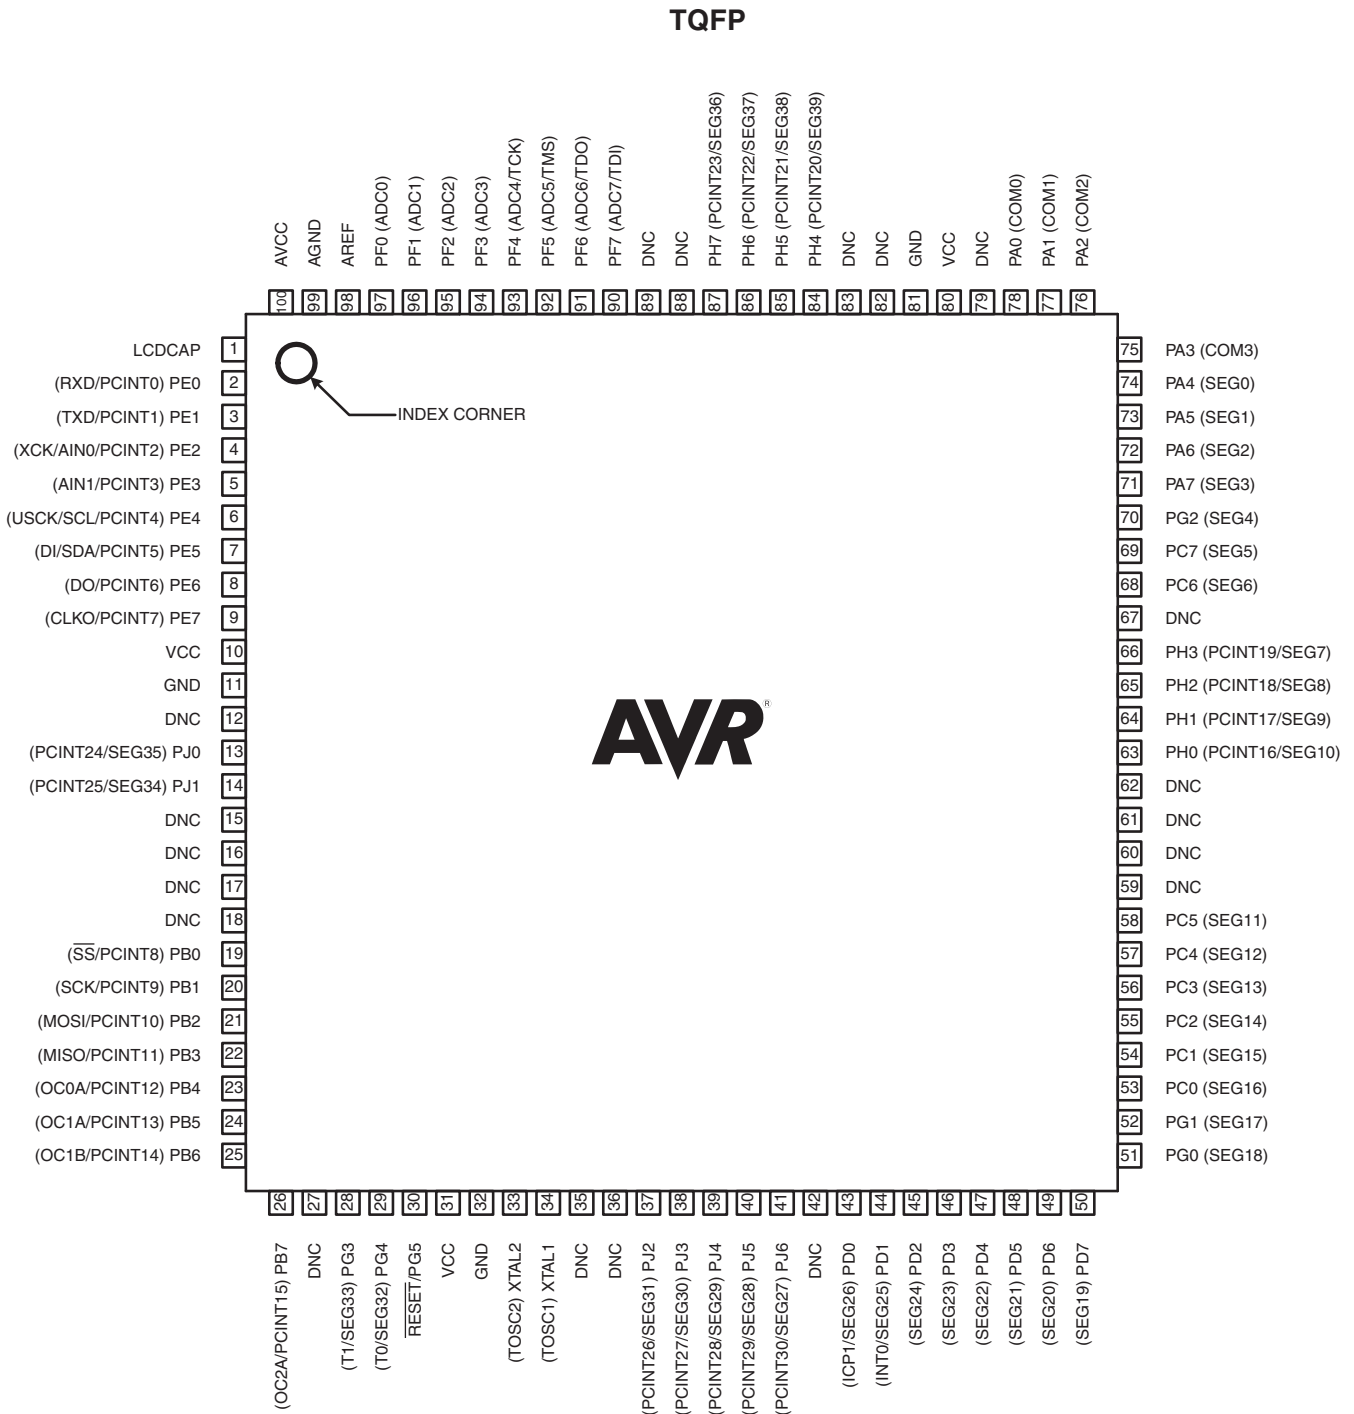 TQFP
AVCC
AGND
AREF
PF0 (ADC0)
PF1 (ADC1)
PF2 (ADC2)
PF3 (ADC3)
PF4 (ADC4/TCK)
PF5 (ADC5/TMS)
PF6 (ADC6/TDO)
PF7 (ADC7/TDI)
DNC
DNC
PH7 (PCINT23/SEG36)
PH6 (PCINT22/SEG37)
PH5 (PCINT21/SEG38)
PH4 (PCINT20/SEG39)
DNC
DNC
GND
VCC
DNC
PA0 (COM0)
PA1 (COM1)
PA2 (COM2)
100 99 98 97 96 95 94 93 92 91 90 89 88 87 86 85 84 83 82 81 80 79 78 77 76
LCDCAP 1
(RXD/PCINT0) PE0 2
(TXD/PCINT1) PE1 3
(XCK/AIN0/PCINT2) PE2 4
(AIN1/PCINT3) PE3 5
(USCK/SCL/PCINT4) PE4 6
(DI/SDA/PCINT5) PE5 7
(DO/PCINT6) PE6 8
(CLKO/PCINT7) PE7 9
VCC 10
GND 11
DNC 12
(PCINT24/SEG35) PJ0 13
(PCINT25/SEG34) PJ1 14
DNC 15
DNC 16
DNC 17
DNC 18
(SS/PCINT8) PB0 19
(SCK/PCINT9) PB1 20
(MOSI/PCINT10) PB2 21
(MISO/PCINT11) PB3 22
(OC0A/PCINT12) PB4 23
(OC1A/PCINT13) PB5 24
(OC1B/PCINT14) PB6 25
INDEX CORNER
AVR®
75 PA3 (COM3)
74 PA4 (SEG0)
73 PA5 (SEG1)
72 PA6 (SEG2)
71 PA7 (SEG3)
70 PG2 (SEG4)
69 PC7 (SEG5)
68 PC6 (SEG6)
67 DNC
66 PH3 (PCINT19/SEG7)
65 PH2 (PCINT18/SEG8)
64 PH1 (PCINT17/SEG9)
63 PH0 (PCINT16/SEG10)
62 DNC
61 DNC
60 DNC
59 DNC
58 PC5 (SEG11)
57 PC4 (SEG12)
56 PC3 (SEG13)
55 PC2 (SEG14)
54 PC1 (SEG15)
53 PC0 (SEG16)
52 PG1 (SEG17)
51 PG0 (SEG18)
26 27 28 29 30 31 32 33 34 35 36 37 38 39 40 41 42 43 44 45 46 47 48 49 50
(OC2A/PCINT15) PB7
DNC
(T1/SEG33) PG3
(T0/SEG32) PG4
RESET/PG5
VCC
GND
(TOSC2) XTAL2
(TOSC1) XTAL1
DNC
DNC
(PCINT26/SEG31) PJ2
(PCINT27/SEG30) PJ3
(PCINT28/SEG29) PJ4
(PCINT29/SEG28) PJ5
(PCINT30/SEG27) PJ6
DNC
(ICP1/SEG26) PD0
(INT0/SEG25) PD1
(SEG24) PD2
(SEG23) PD3
(SEG22) PD4
(SEG21) PD5
(SEG20) PD6
(SEG19) PD7